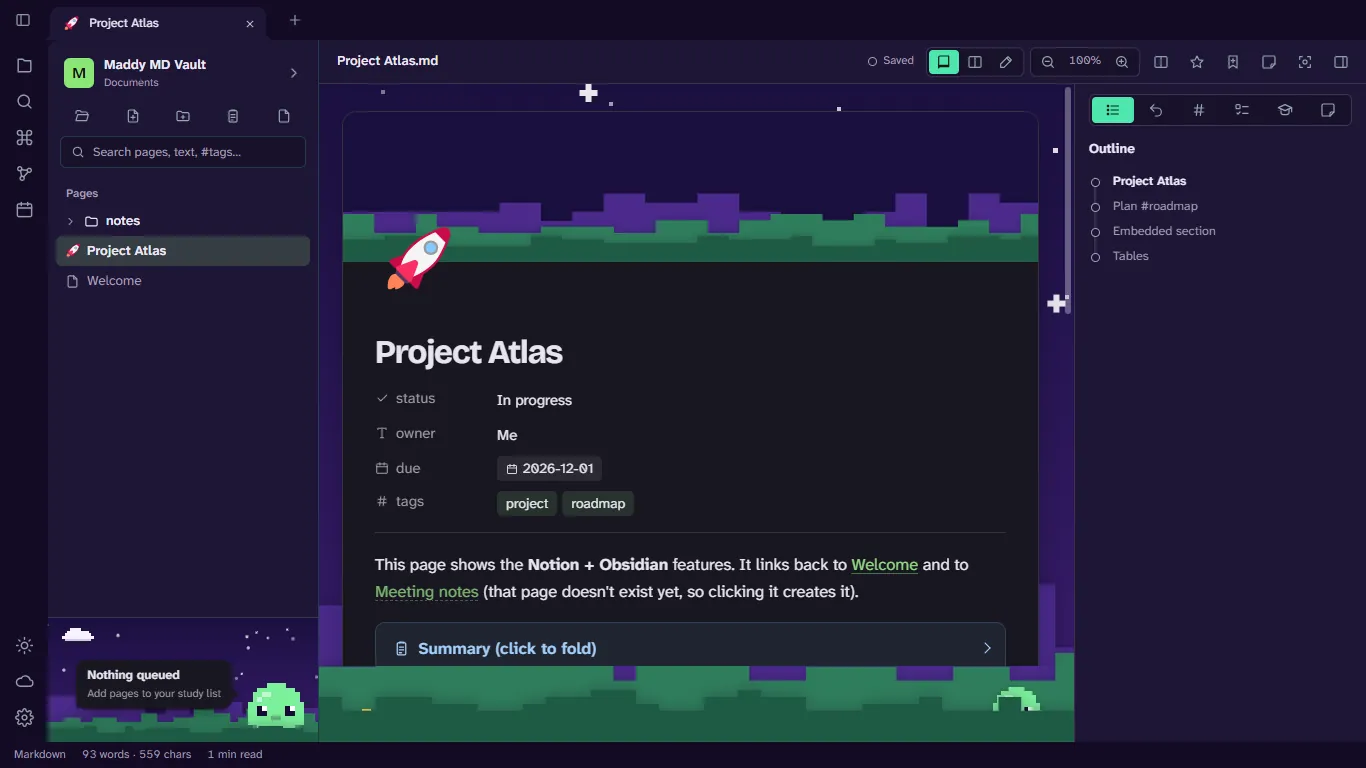 Project Atlas
M
Maddy MD Vault
Documents
Search pages, text, #tags...
Pages
notes
Project Atlas
Welcome
Nothing queued
Add pages to your study list
Project Atlas.md
Saved
100%
Project Atlas
status
In progress
owner
Me
due
2026-12-01
tags
project
roadmap
This page shows the Notion + Obsidian features. It links back to Welcome and to
Meeting notes (that page doesn't exist yet, so clicking it creates it).
Summary (click to fold)
Outline
Project Atlas
Plan #roadmap
Embedded section
Tables
Markdown
93 words · 559 chars
1 min read